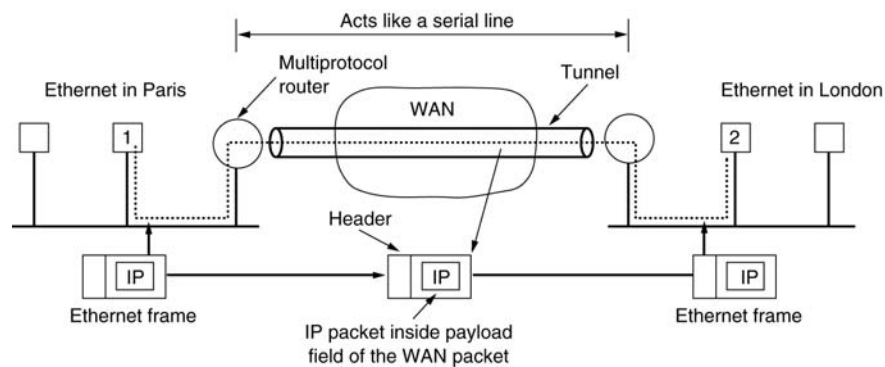 Acts like a serial line
Multiprotocol
router
Tunnel
Ethernet in Paris
WAN
Ethernet in London
1
2
Header
IP
IP
IP
Ethernet frame
Ethernet frame
IP packet inside payload
field of the WAN packet